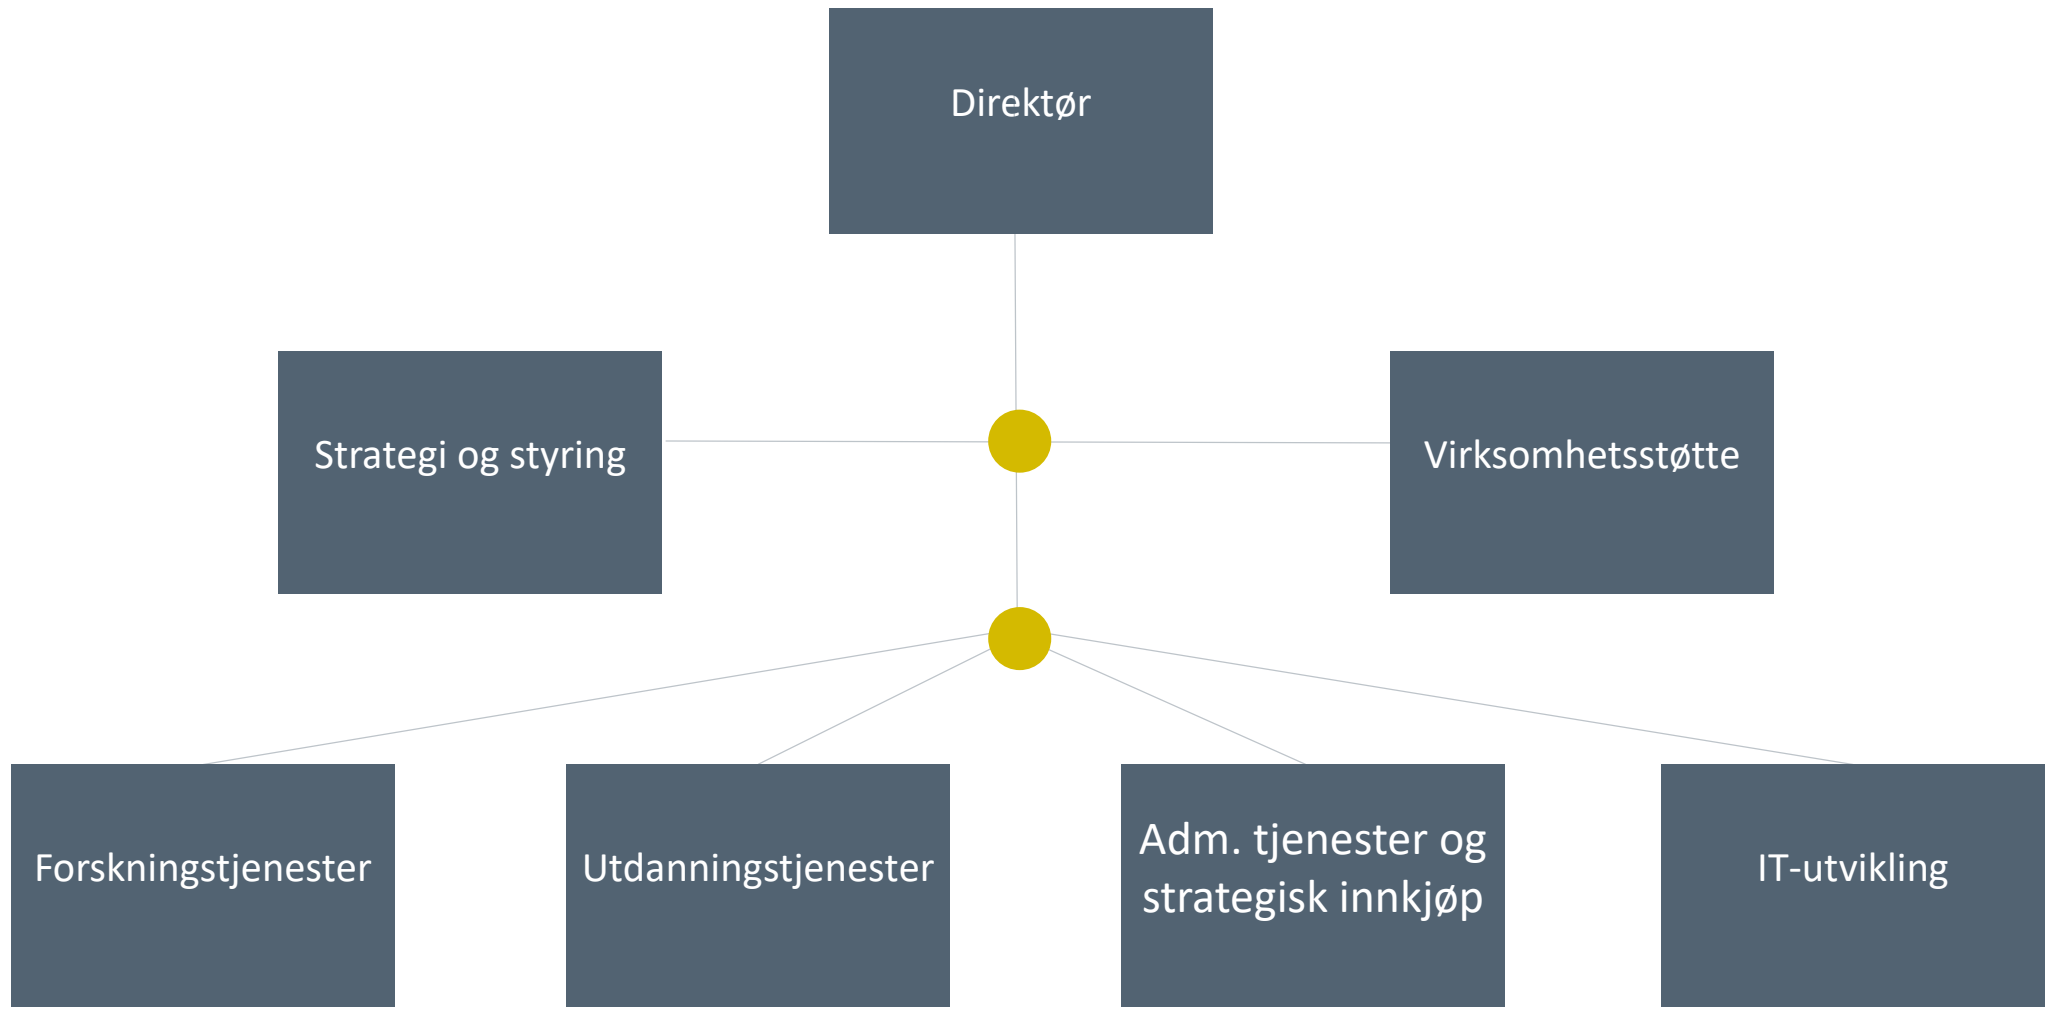 Direktør
Strategi og styring
Virksomhetsstøtte
Forskningstjenester
Utdanningstjenester
Adm. tjenester og
strategisk innkjøp
IT-utvikling